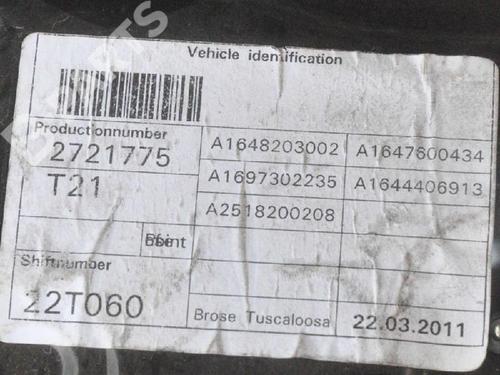 Vehicle identification
Productionnumber
2721775
T21
A1648203002 A1647600434
A1697302235 A1644406913
A2518200208
Shiftnumber
22T060
Brose Tuscaloosa 22.03.2011